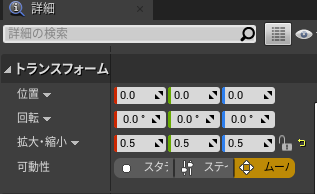 詳細
詳細の検索
トランスフォーム
位置 0.0 0.0 0.0
回転 0.0 ° 0.0 ° 0.0 °
拡大・縮小 0.5 0.5 0.5
可動性 スタ ステ ムー